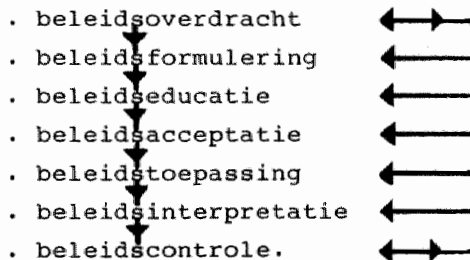 . beleidsoverdracht
. beleidsformulering
. beleidseducatie
. beleidsacceptatie
. beleidstoepassing
. beleidsinterpretatie
. beleidscontrole.